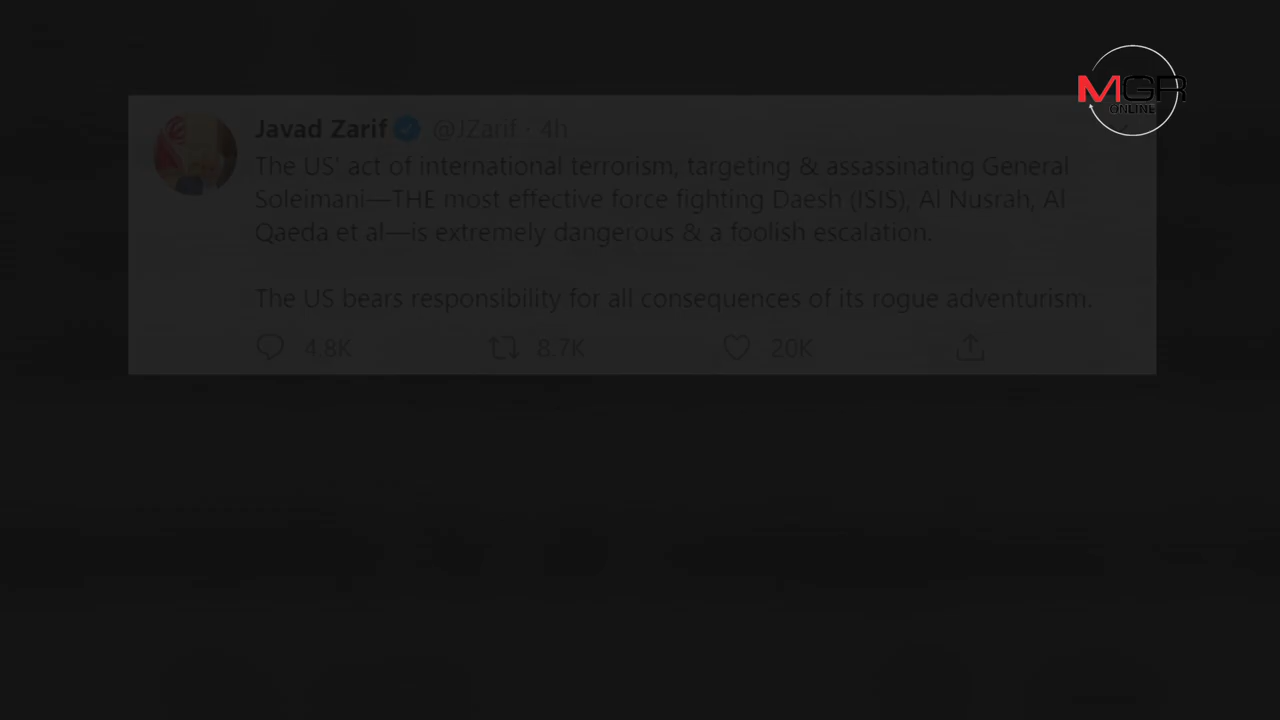 MGR
ONLINE
Javad Zarif @JZarif · 4h
The US' act of international terrorism, targeting & assassinating General
Soleimani—THE most effective force fighting Daesh (ISIS), Al Nusrah, Al
Qaeda et al—is extremely dangerous & a foolish escalation.
The US bears responsibility for all consequences of its rogue adventurism.
4.8K 8.7K 20K